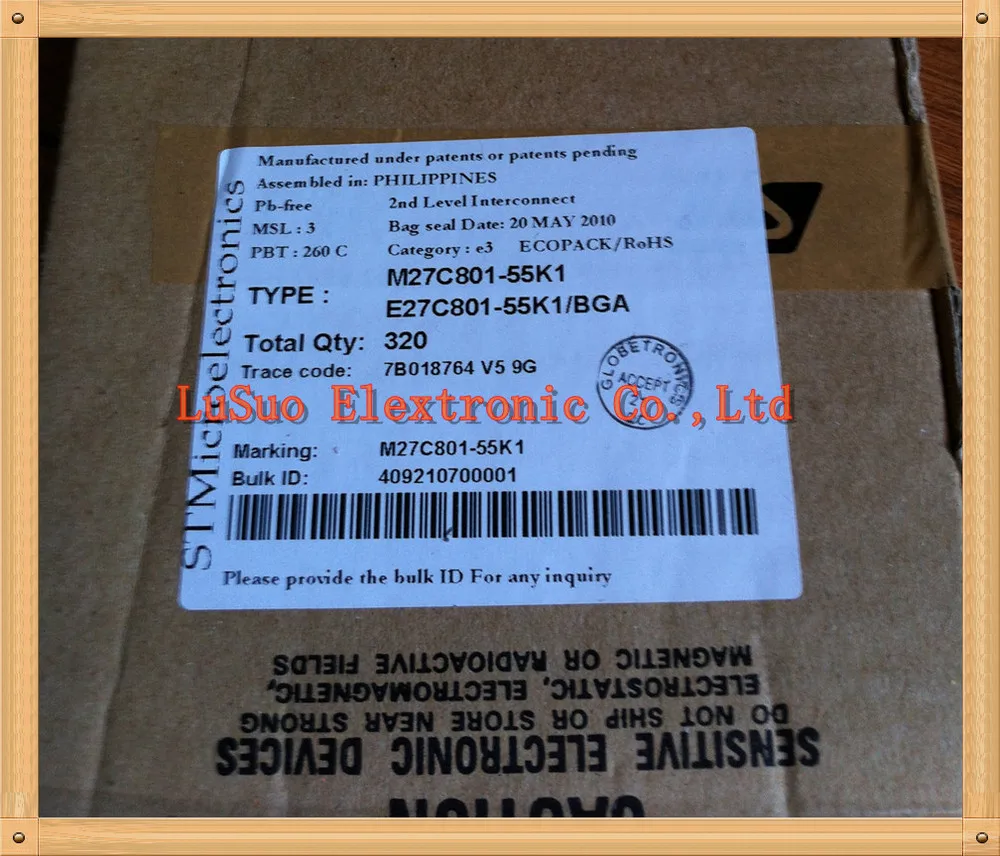 Manufactured under patents or patents pending
Assembled in: PHILIPPINES
Pb-free 2nd Level Interconnect
MSL : 3 Bag seal Date: 20 MAY 2010
PBT : 260 C Category : e3 ECOPACK/RoHS
TYPE : M27C801-55K1
E27C801-55K1/BGA
Total Qty: 320
Trace code: 7B018764 V5 9G
GLOBETRONICS
ACCEPT
LuSuo Elextronic Co.,Ltd
Marking: M27C801-55K1
Bulk ID: 409210700001
Please provide the bulk ID For any inquiry
STMicroelectronics
CAUTION
SENSITIVE ELECTRONIC DEVICES
DO NOT SHIP OR STORE NEAR STRONG
ELECTROSTATIC, ELECTROMAGNETIC,
MAGNETIC OR RADIOACTIVE FIELDS